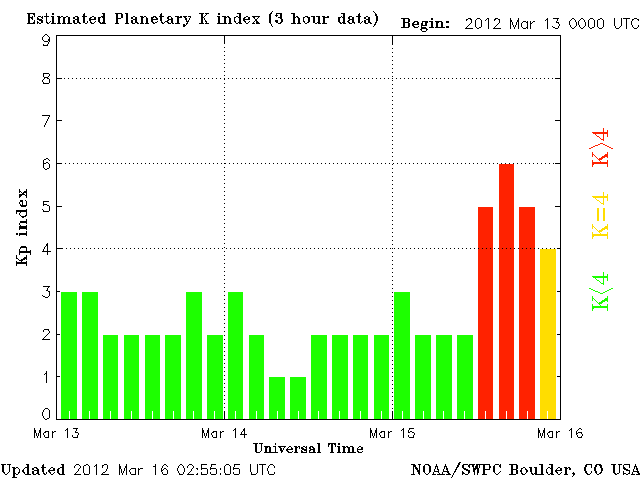 Estimated Planetary K index (3 hour data) Begin: 2012 Mar 13 0000 UTC
9
8
7
6
5
4
3
2
1
0
Kp index
K>4
K=4
K<4
Mar 13 Mar 14 Mar 15 Mar 16
Universal Time
Updated 2012 Mar 16 02:55:05 UTC NOAA/SWPC Boulder, CO USA